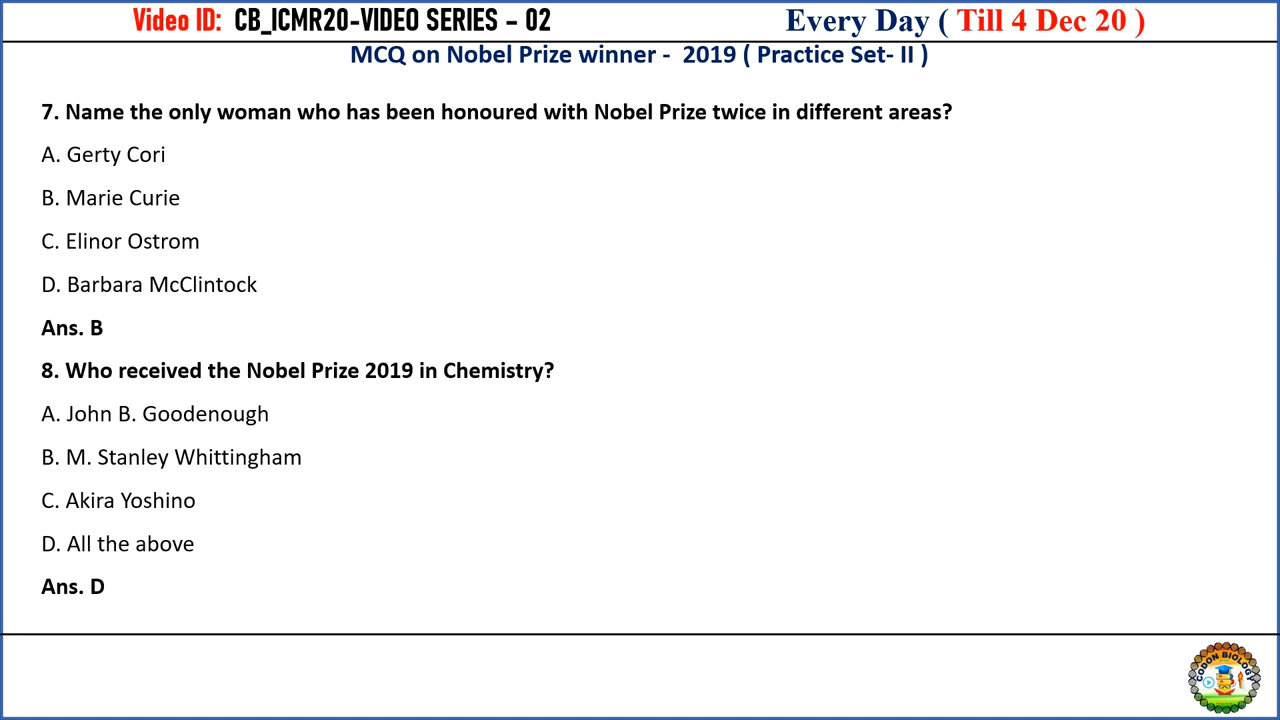 Video ID: CB_ICMR20-VIDEO SERIES – 02
Every Day ( Till 4 Dec 20 )
MCQ on Nobel Prize winner - 2019 ( Practice Set- II )
7. Name the only woman who has been honoured with Nobel Prize twice in different areas?
A. Gerty Cori
B. Marie Curie
C. Elinor Ostrom
D. Barbara McClintock
Ans. B
8. Who received the Nobel Prize 2019 in Chemistry?
A. John B. Goodenough
B. M. Stanley Whittingham
C. Akira Yoshino
D. All the above
Ans. D
CODON BIOLOGY